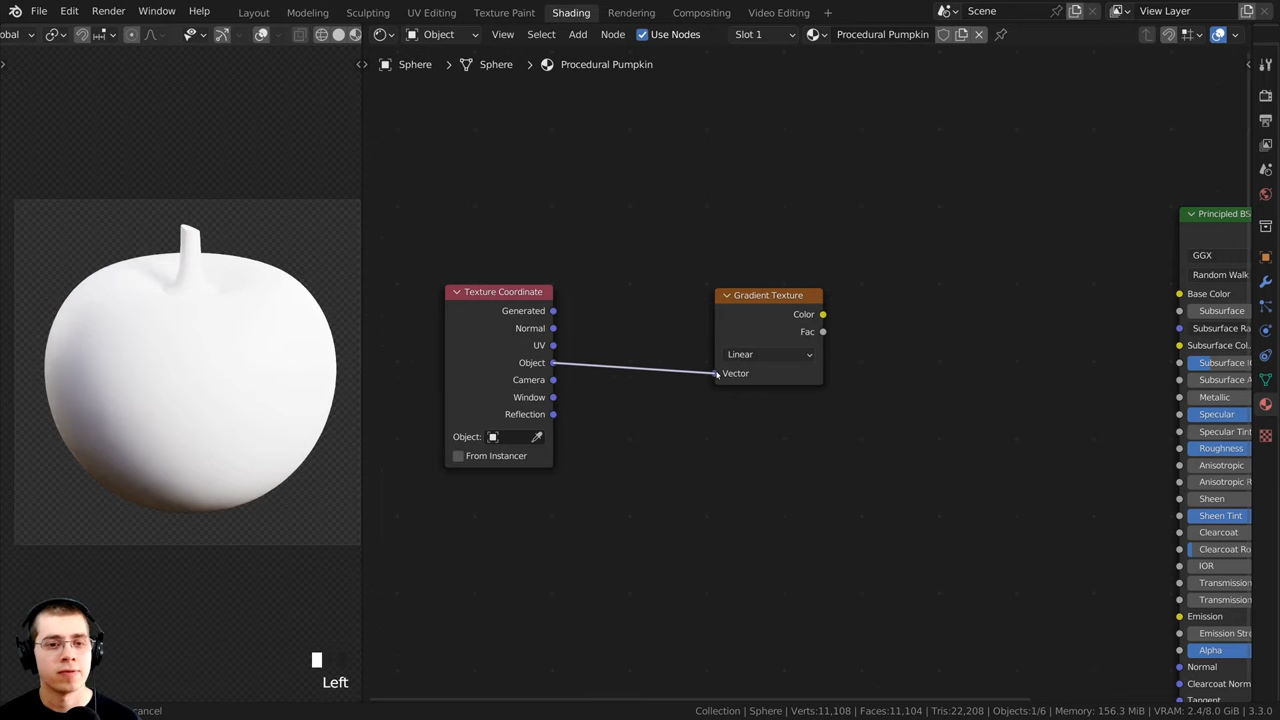 File Edit Render Window Help Layout Modeling Sculpting UV Editing Texture Paint Shading Rendering Compositing Video Editing Scene View Layer
Object View Select Add Node Use Nodes Slot 1 Procedural Pumpkin
Sphere Sphere Procedural Pumpkin
Texture Coordinate
Generated
Normal
UV
Object
Camera
Window
Reflection
Object:
From Instancer
Gradient Texture
Color
Fac
Linear
Vector
Principled BS
GGX
Random Walk
Base Color
Subsurface
Subsurface Ra
Subsurface Col..
Subsurface IO
Subsurface A
Metallic
Specular
Specular Tint
Roughness
Anisotropic
Anisotropic R
Sheen
Sheen Tint
Clearcoat
Clearcoat Ro
IOR
Transmission
Transmission
Emission
Emission Stre
Alpha
Normal
Clearcoat Norm
Tangent
Left
Collection | Sphere | Verts:11,108 | Faces:11,104 | Tris:22,208 | Objects:1/6 | Memory: 156.3 MiB | VRAM: 2.4/8.0 GiB | 3.3.0